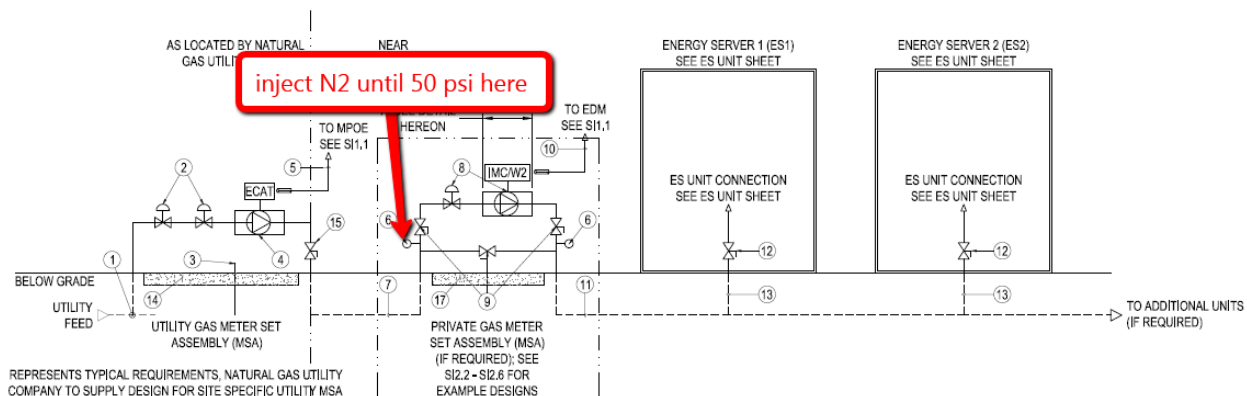 AS LOCATED BY NATURAL
GAS UTILITY
NEAR
inject N2 until 50 psi here
HEREON
TO MPOE
SEE SI1.1
TO EDM
SEE SI1.1
ENERGY SERVER 1 (ES1)
SEE ES UNIT SHEET
ENERGY SERVER 2 (ES2)
SEE ES UNIT SHEET
2
5
ECAT
8
IMC/W2
10
15
6
6
ES UNIT CONNECTION
SEE ES UNIT SHEET
ES UNIT CONNECTION
SEE ES UNIT SHEET
1
3
4
12
12
BELOW GRADE
14
7
17
9
11
13
13
UTILITY
FEED
UTILITY GAS METER SET
ASSEMBLY (MSA)
PRIVATE GAS METER
SET ASSEMBLY (MSA)
(IF REQUIRED); SEE
SI2.2 - SI2.6 FOR
EXAMPLE DESIGNS
TO ADDITIONAL UNITS
(IF REQUIRED)
REPRESENTS TYPICAL REQUIREMENTS, NATURAL GAS UTILITY
COMPANY TO SUPPLY DESIGN FOR SITE SPECIFIC UTILITY MSA